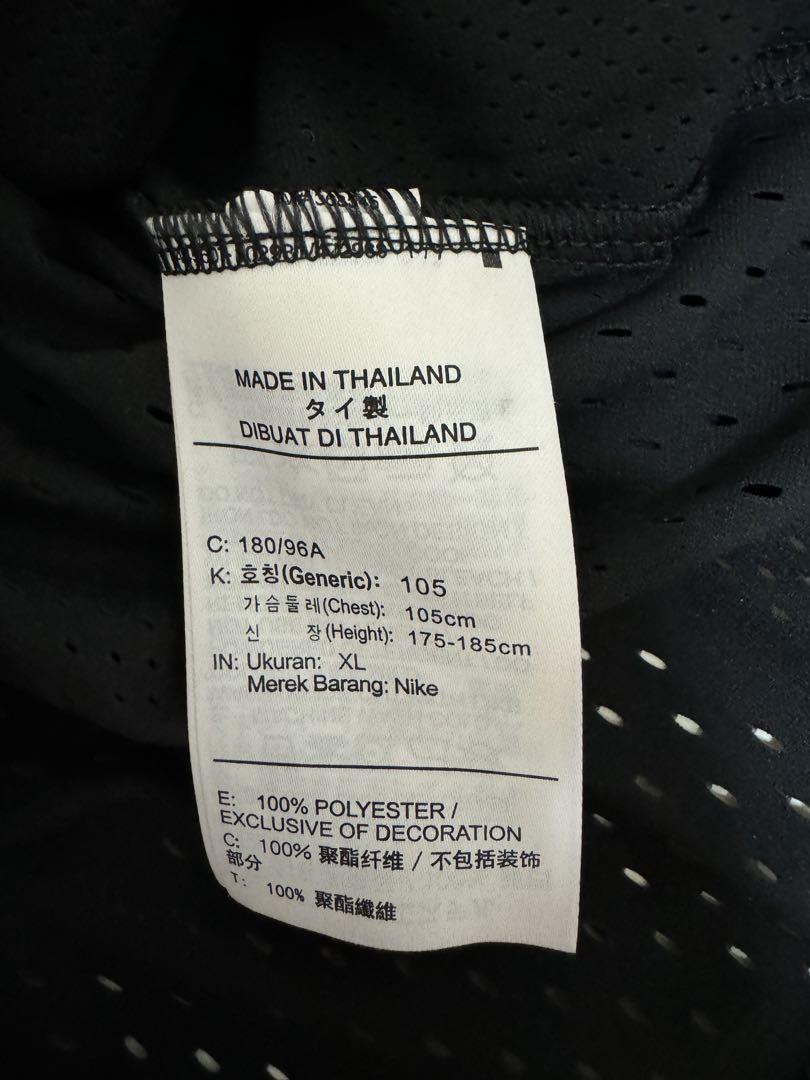 MADE IN THAILAND
タイ製
DIBUAT DI THAILAND
C: 180/96A
K: 호칭(Generic): 105
가슴둘레(Chest): 105cm
신 장(Height): 175-185cm
IN: Ukuran: XL
Merek Barang: Nike
E: 100% POLYESTER /
EXCLUSIVE OF DECORATION
C: 100% 聚酯纤维 / 不包括装饰
部分
T: 100% 聚酯纖維